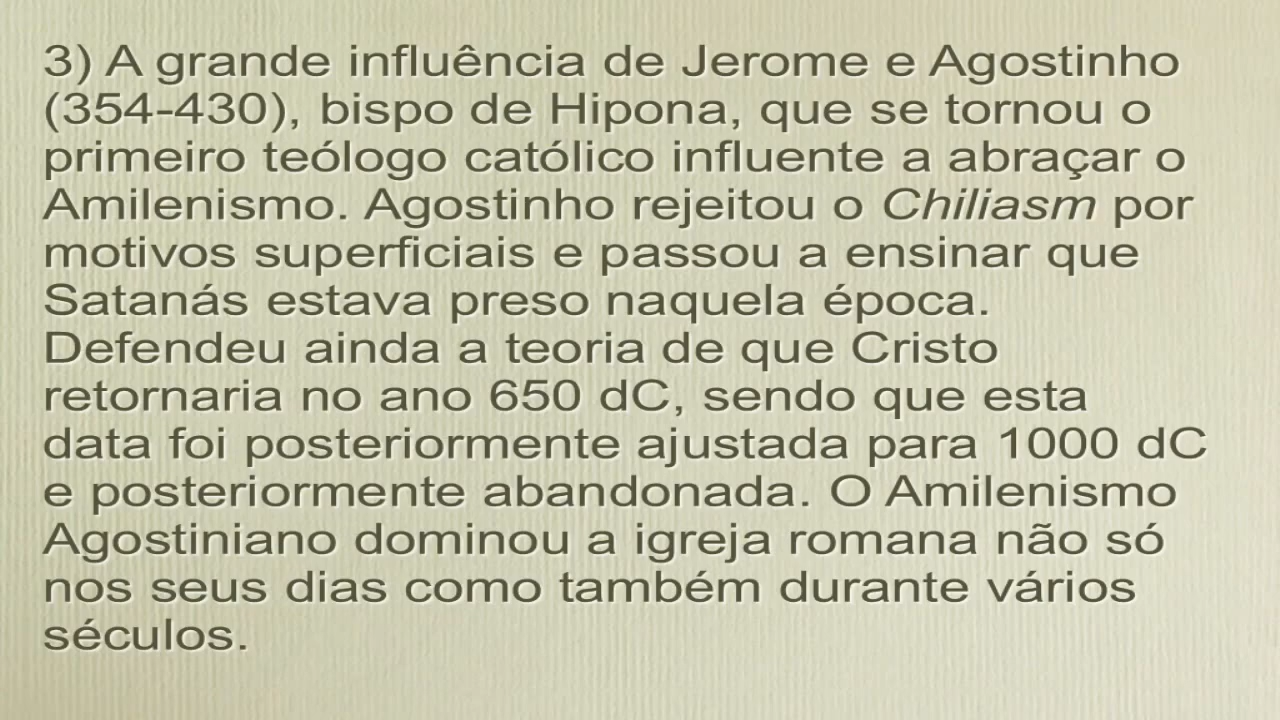 3) A grande influência de Jerome e Agostinho
(354-430), bispo de Hipona, que se tornou o
primeiro teólogo católico influente a abraçar o
Amilenismo. Agostinho rejeitou o Chiliasm por
motivos superficiais e passou a ensinar que
Satanás estava preso naquela época.
Defendeu ainda a teoria de que Cristo
retornaria no ano 650 dC, sendo que esta
data foi posteriormente ajustada para 1000 dC
e posteriormente abandonada. O Amilenismo
Agostiniano dominou a igreja romana não só
nos seus dias como também durante vários
séculos.